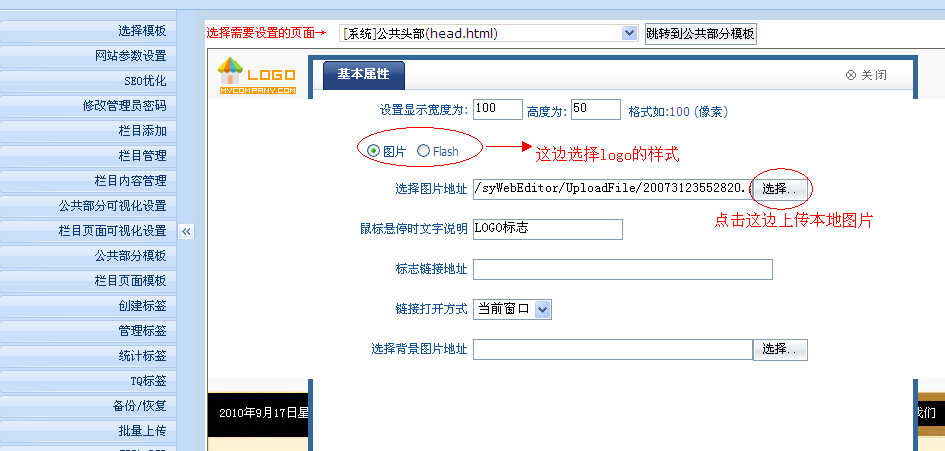 选择模板
网站参数设置
SEO优化
修改管理员密码
栏目添加
栏目管理
栏目内容管理
公共部分可视化设置
栏目页面可视化设置
公共部分模板
栏目页面模板
创建标签
管理标签
统计标签
TQ标签
备份/恢复
批量上传
«
选择需要设置的页面→ [系统]公共头部(head.html) 跳转到公共部分模板
LOGO
MYCOMPANY.COM
基本属性 关闭
设置显示宽度为: 100 高度为: 50 格式如:100 (像素)
图片 Flash 这边选择logo的样式
选择图片地址 /syWebEditor/UploadFile/20073123552820. 选择..
点击这边上传本地图片
鼠标悬停时文字说明 LOGO标志
标志链接地址
链接打开方式 当前窗口
选择背景图片地址 选择..
2010年9月17日星 我们